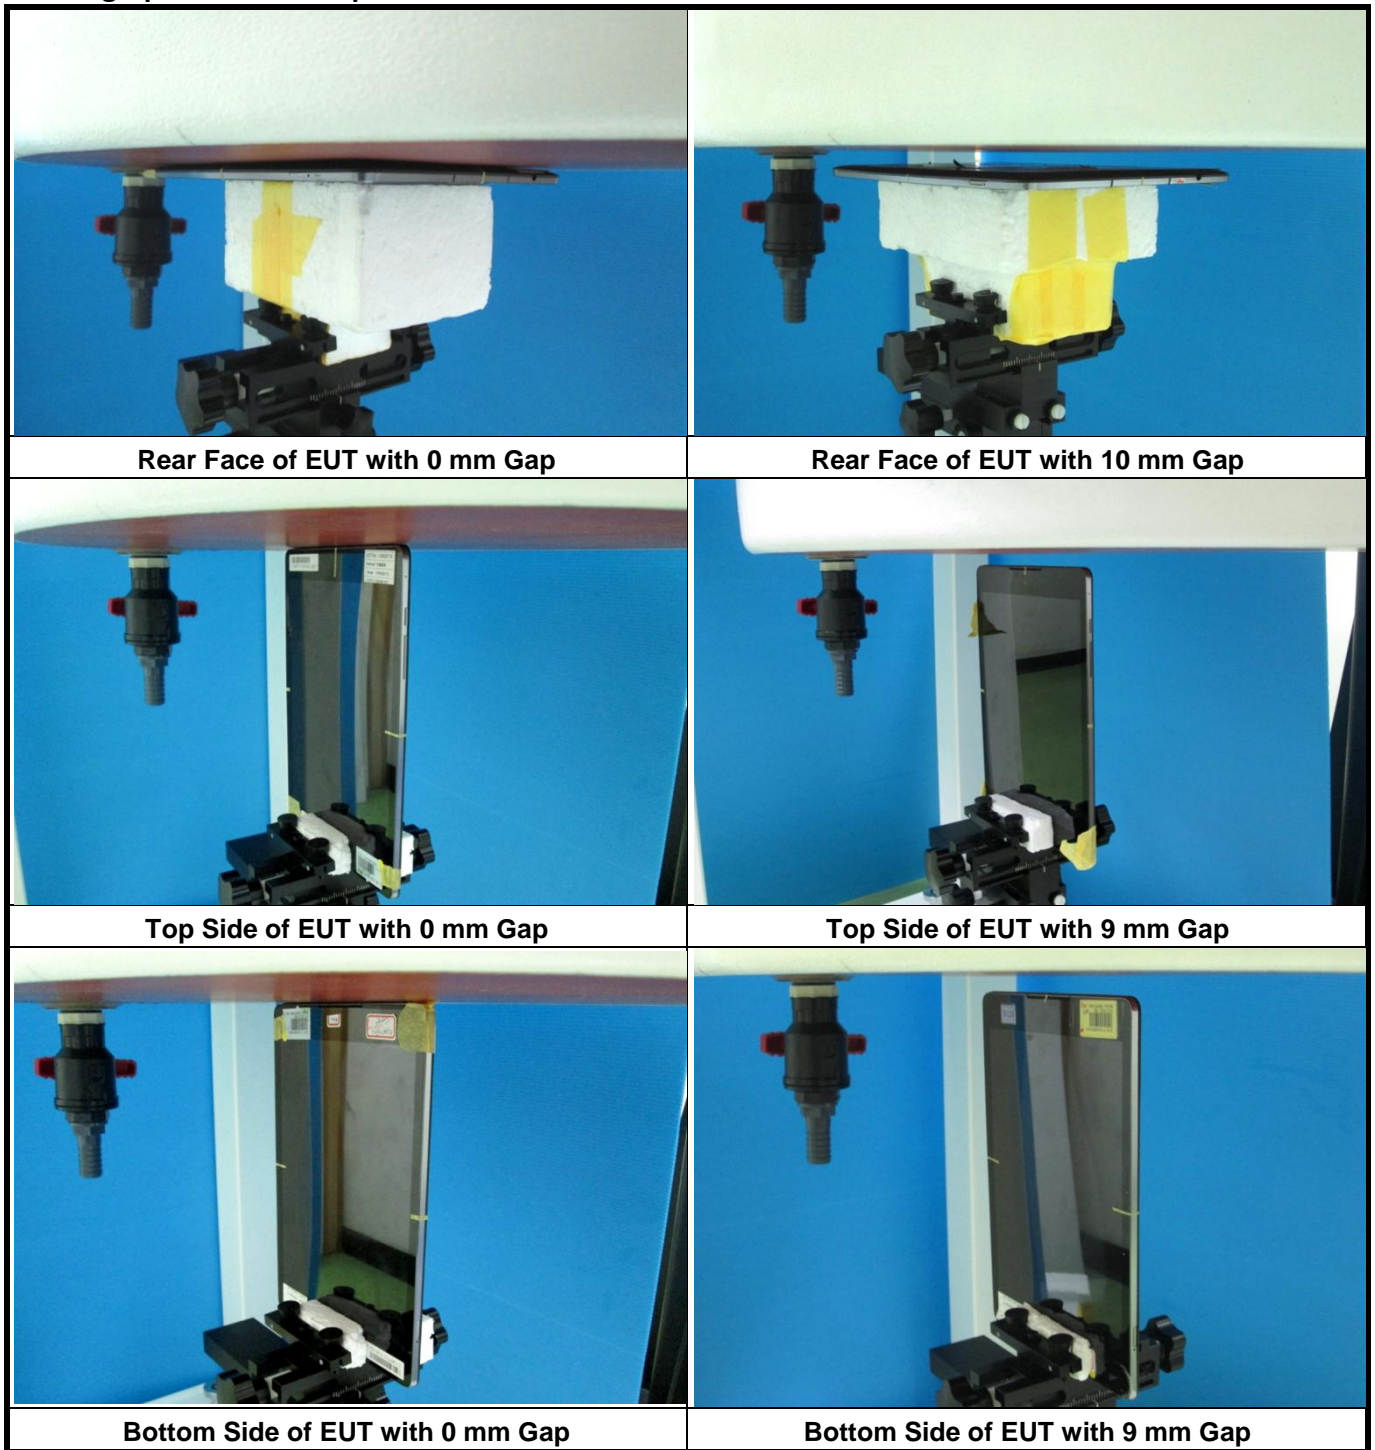 Rear Face of EUT with 0 mm Gap
Rear Face of EUT with 10 mm Gap
Top Side of EUT with 0 mm Gap
Top Side of EUT with 9 mm Gap
Bottom Side of EUT with 0 mm Gap
Bottom Side of EUT with 9 mm Gap